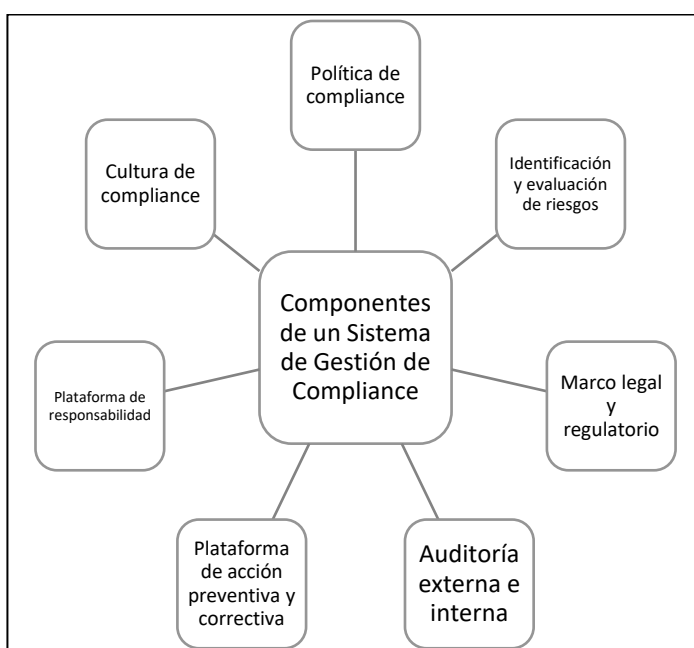 Política de
compliance
Identificación
y evaluación
de riesgos
Marco legal
y
regulatorio
Auditoría
externa e
interna
Plataforma
de acción
preventiva y
correctiva
Plataforma de
responsabilidad
Cultura de
compliance
Componentes
de un Sistema
de Gestión de
Compliance